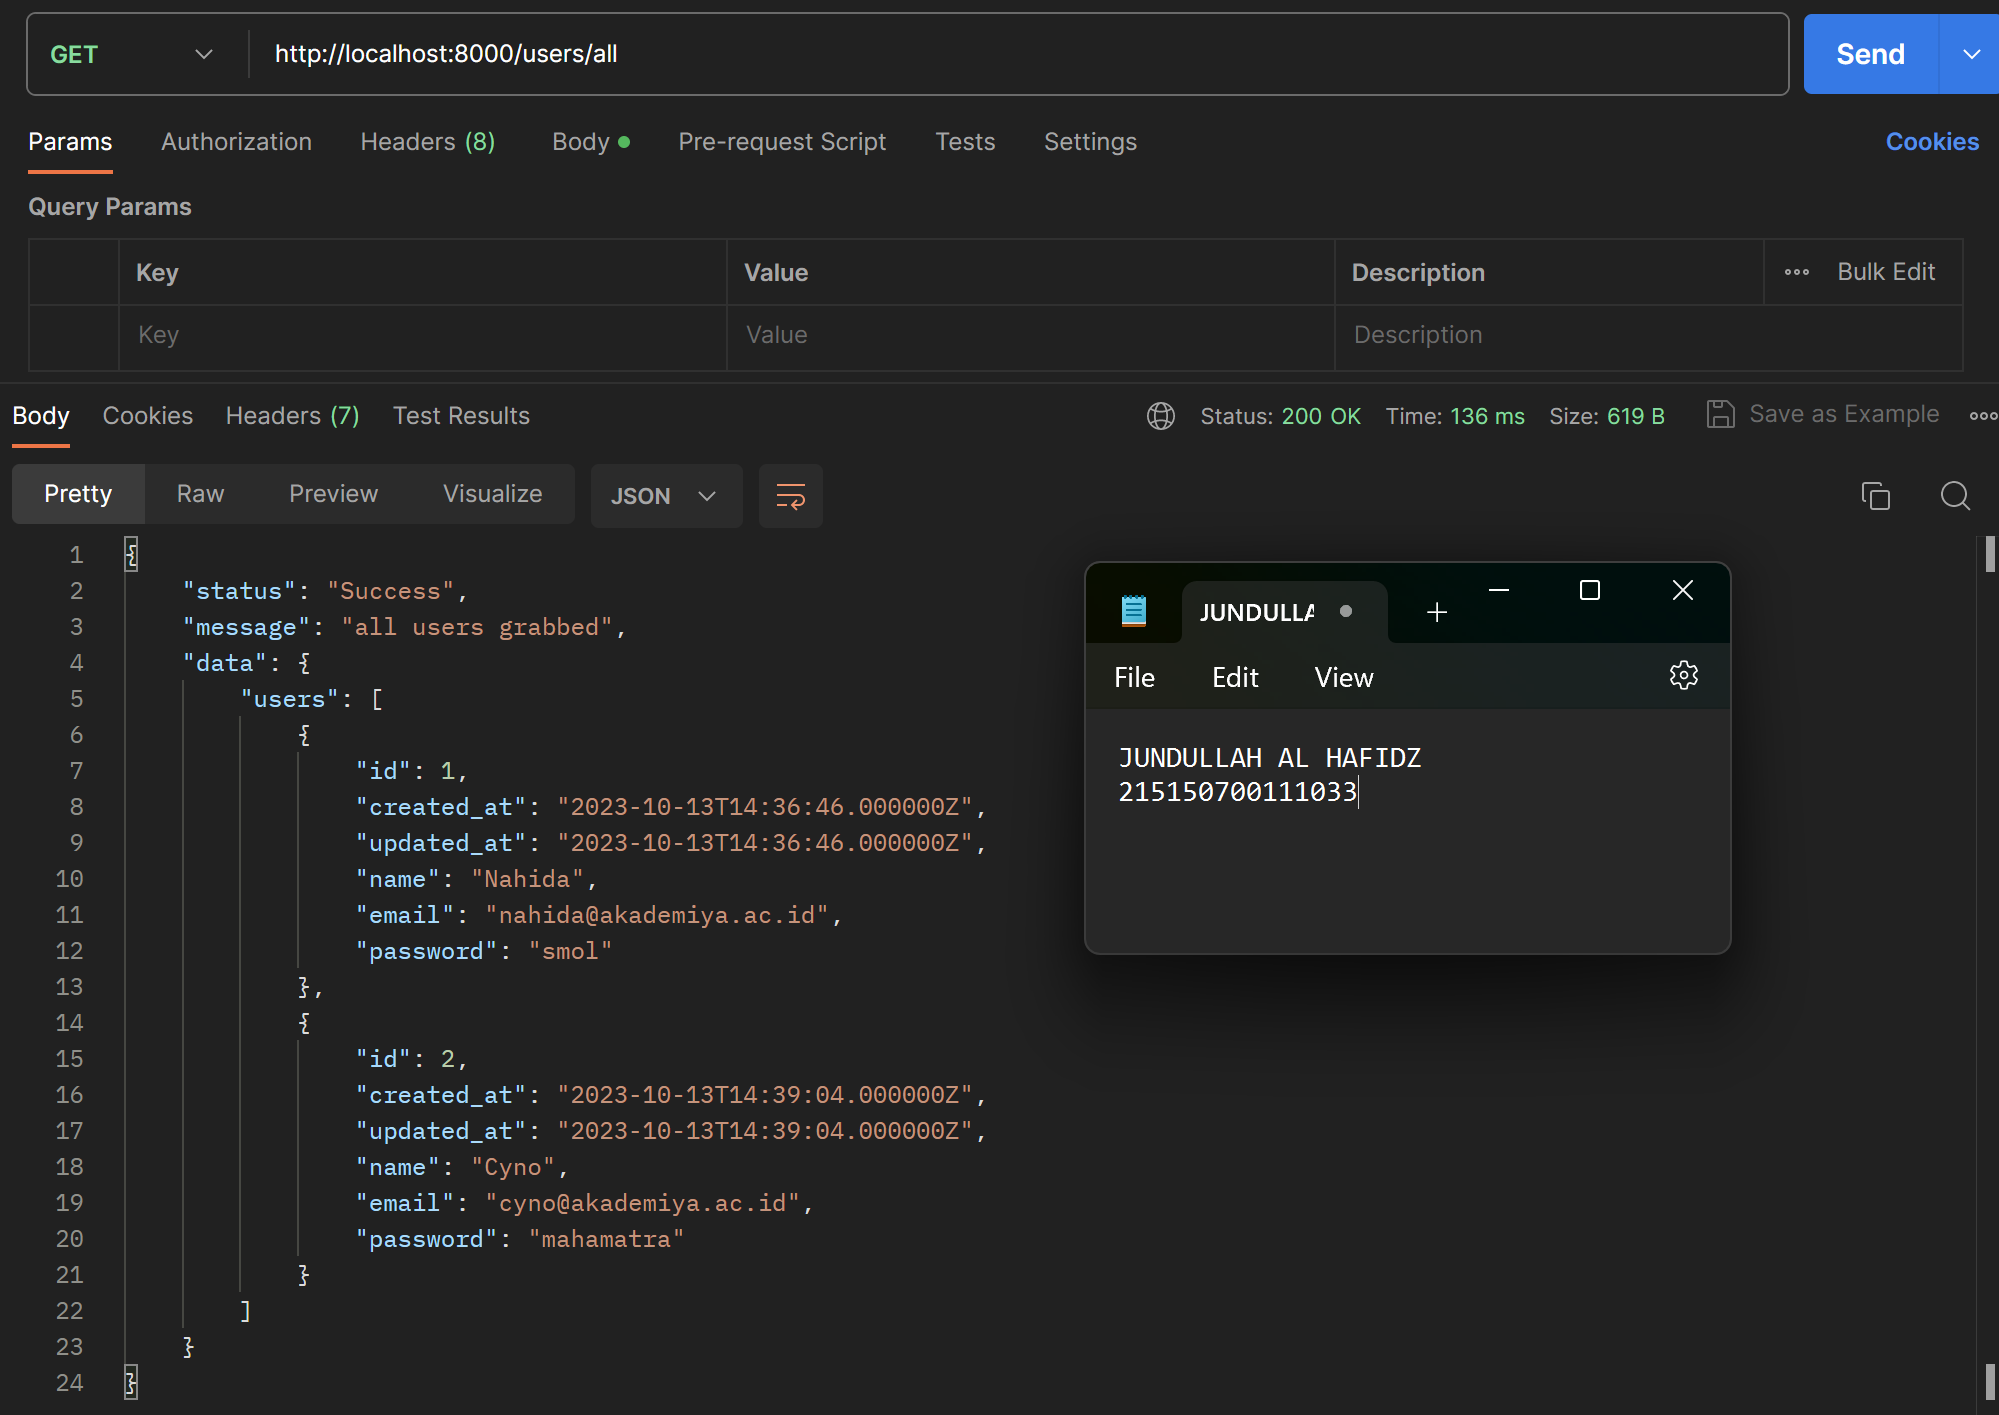 GET http://localhost:8000/users/all Send
Params Authorization Headers (8) Body Pre-request Script Tests Settings Cookies
Query Params
Key Value Description Bulk Edit
Key Value Description
Body Cookies Headers (7) Test Results Status: 200 OK Time: 136 ms Size: 619 B Save as Example
Pretty Raw Preview Visualize JSON
1 {
2 "status": "Success",
3 "message": "all users grabbed",
4 "data": {
5 "users": [
6 {
7 "id": 1,
8 "created_at": "2023-10-13T14:36:46.000000Z",
9 "updated_at": "2023-10-13T14:36:46.000000Z",
10 "name": "Nahida",
11 "email": "nahida@akademiya.ac.id",
12 "password": "smol"
13 },
14 {
15 "id": 2,
16 "created_at": "2023-10-13T14:39:04.000000Z",
17 "updated_at": "2023-10-13T14:39:04.000000Z",
18 "name": "Cyno",
19 "email": "cyno@akademiya.ac.id",
20 "password": "mahamatra"
21 }
22 ]
23 }
24 }
JUNDULLA
File Edit View
JUNDULLAH AL HAFIDZ
215150700111033